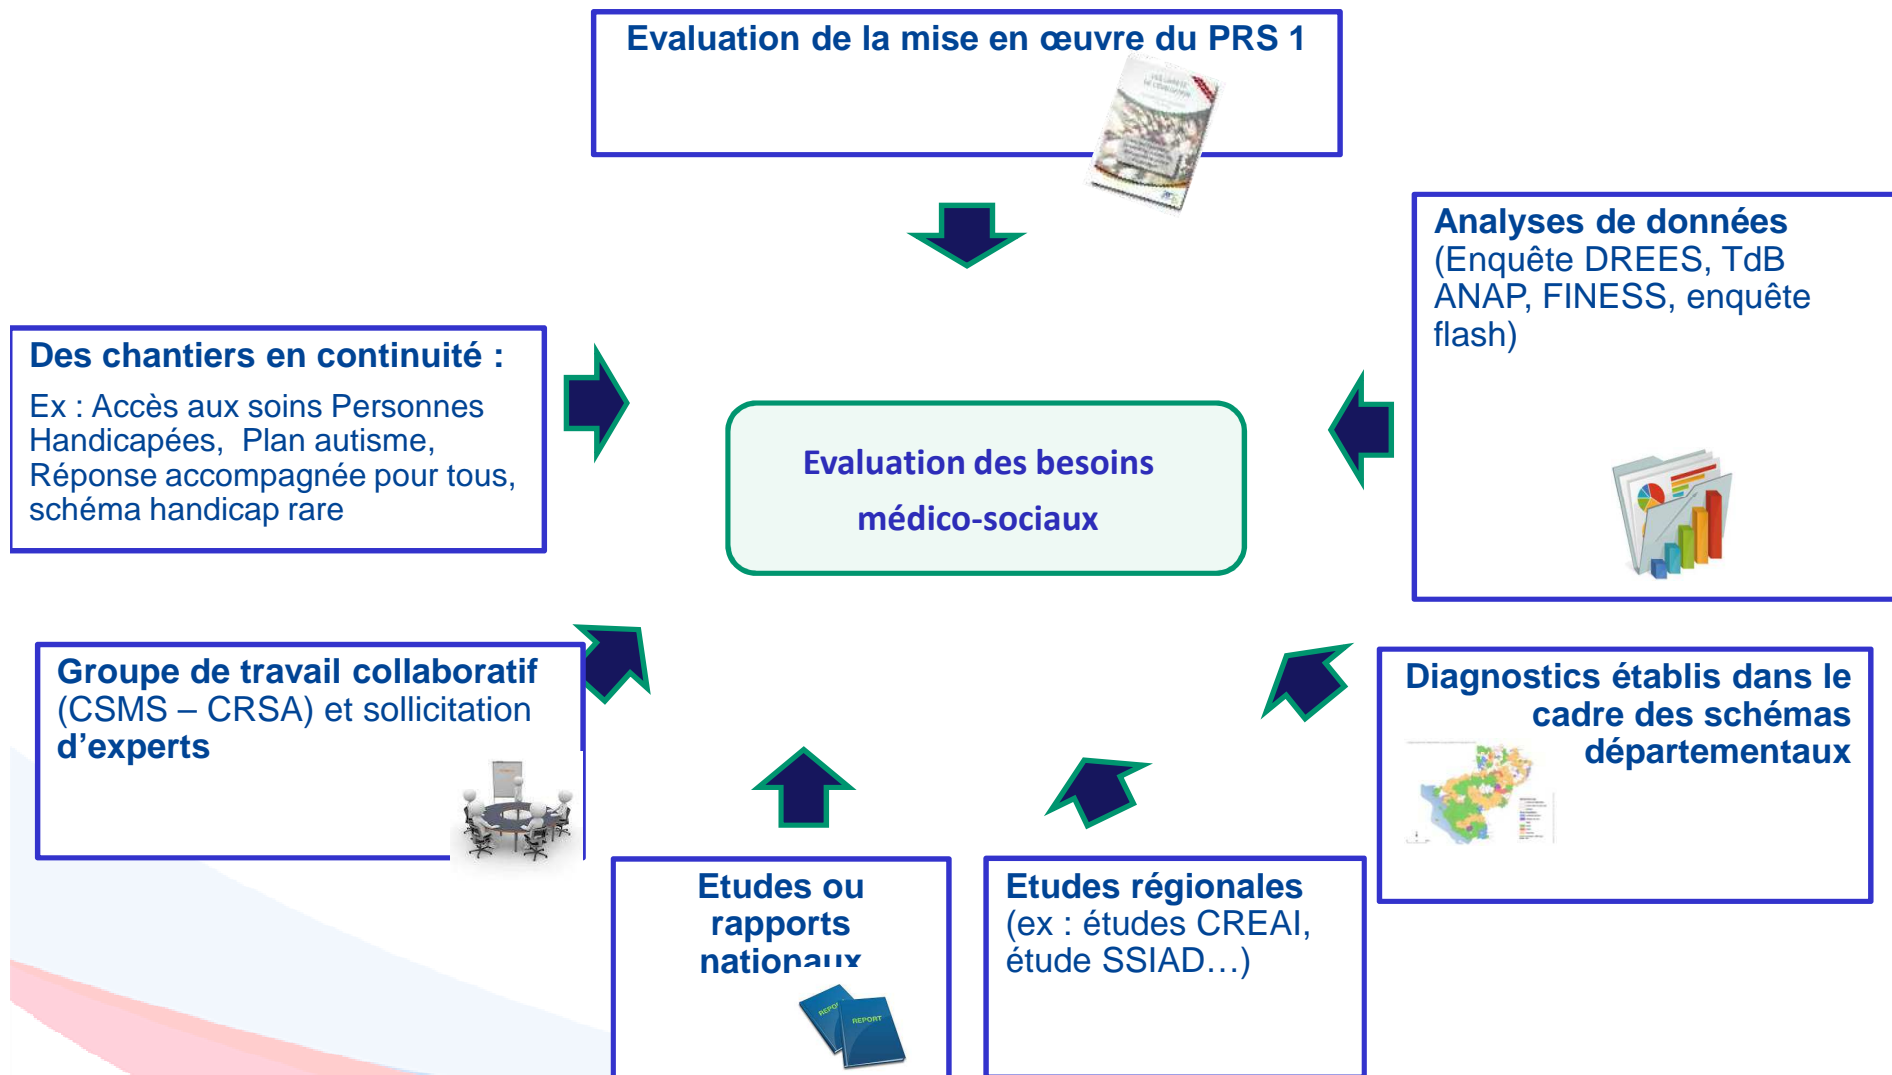 Evaluation de la mise en œuvre du PRS 1
Analyses de données
(Enquête DREES, TdB
ANAP, FINESS, enquête
flash)
Des chantiers en continuité :
Ex : Accès aux soins Personnes
Handicapées, Plan autisme,
Réponse accompagnée pour tous,
schéma handicap rare
Evaluation des besoins
médico-sociaux
Groupe de travail collaboratif
(CSMS – CRSA) et sollicitation
d'experts
Diagnostics établis dans le
cadre des schémas
départementaux
Etudes ou
rapports
nationaux
REPORT
Etudes régionales
(ex : études CREAI,
étude SSIAD…)